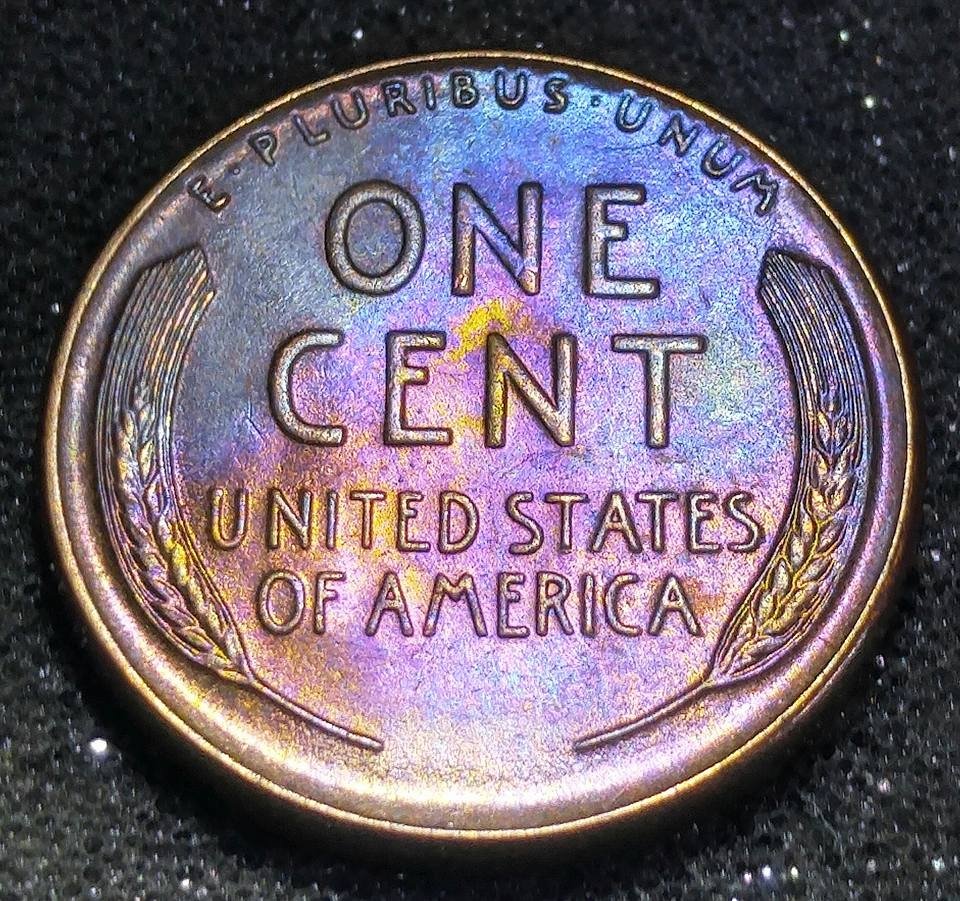 E·PLURIBUS·UNUM
ONE
CENT
UNITED STATES
OF AMERICA